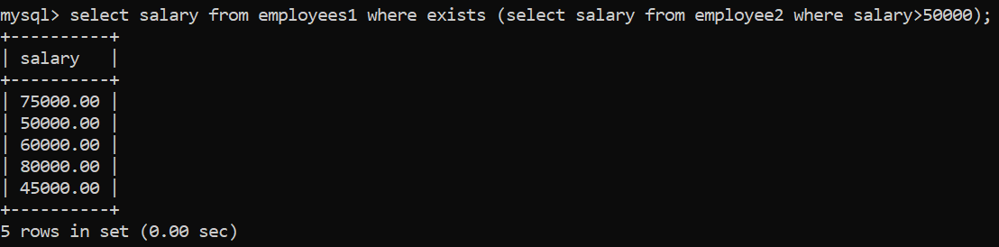 mysql> select salary from employees1 where exists (select salary from employee2 where salary>50000);
+----------+
| salary   |
+----------+
| 75000.00 |
| 50000.00 |
| 60000.00 |
| 80000.00 |
| 45000.00 |
+----------+
5 rows in set (0.00 sec)